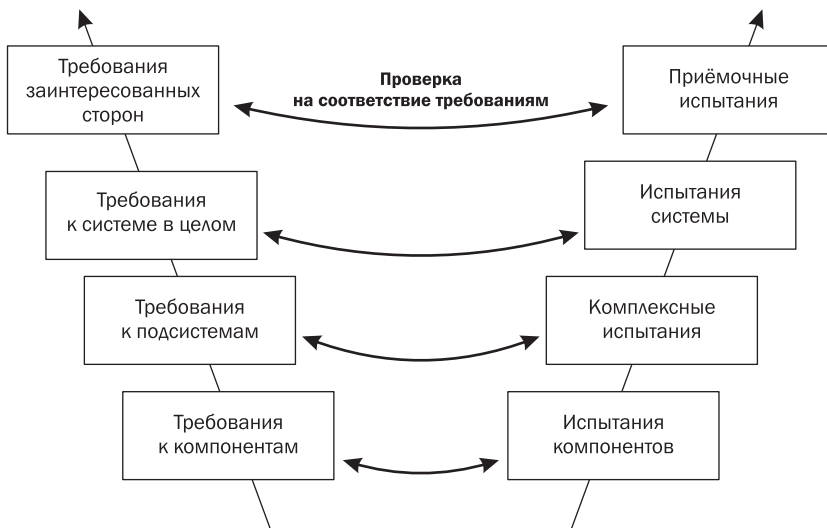 Требования
заинтересованных
сторон
Проверка
на соответствие требованиям
Приёмочные
испытания
Требования
к системе в целом
Испытания
системы
Требования
к подсистемам
Комплексные
испытания
Требования
к компонентам
Испытания
компонентов